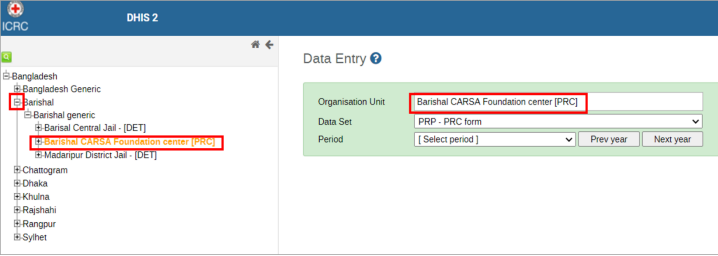 ICRC
DHIS 2
Bangladesh
Bangladesh Generic
Barishal
Barishal generic
Barisal Central Jail - [DET]
Barishal CARSA Foundation center [PRC]
Madaripur District Jail - [DET]
Chattogram
Dhaka
Khulna
Rajshahi
Rangpur
Sylhet
Data Entry ?
Organisation Unit Barishal CARSA Foundation center [PRC]
Data Set PRP - PRC form
Period [ Select period ] Prev year Next year